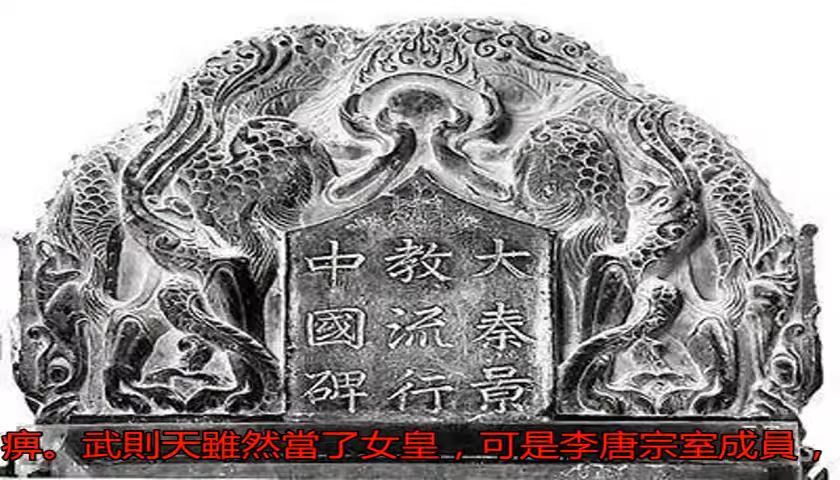 大秦景
教流行
中國碑
痺。武則天雖然當了女皇，可是李唐宗室成員，